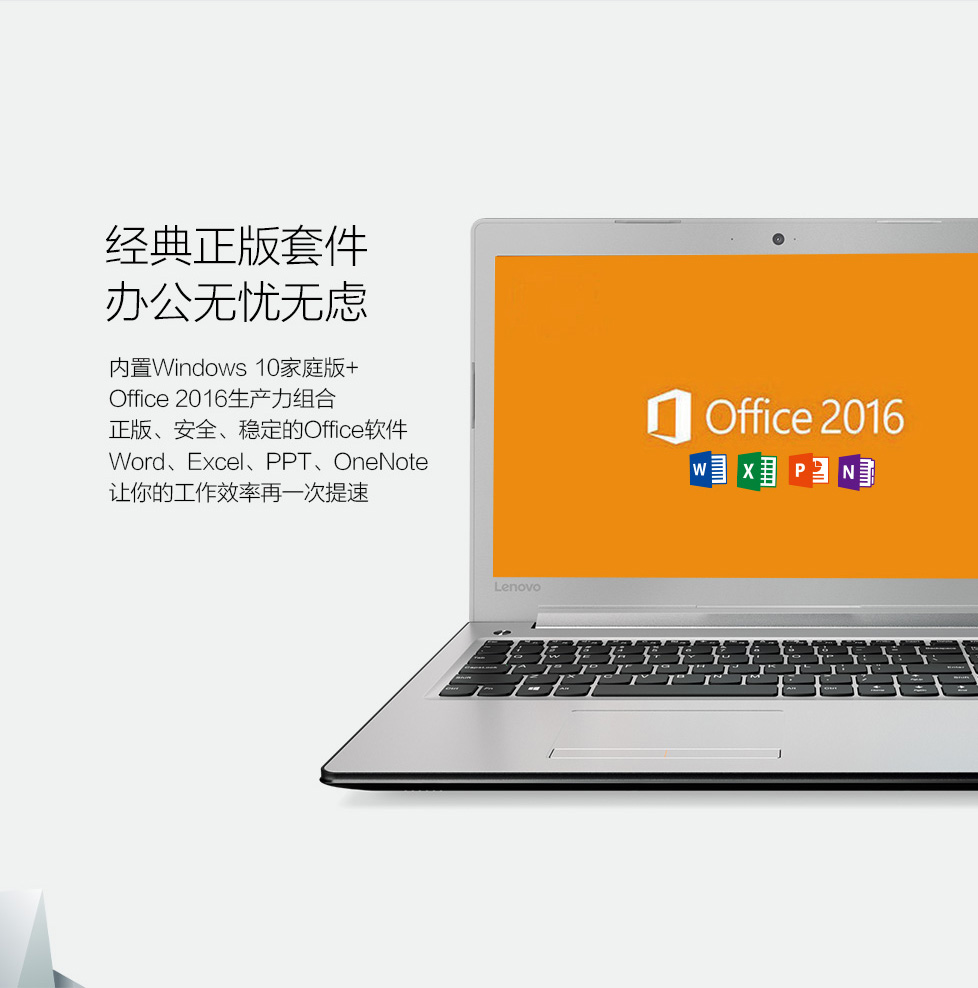 经典正版套件
办公无忧无虑
内置Windows 10家庭版+
Office 2016生产力组合
正版、安全、稳定的Office软件
Word、Excel、PPT、OneNote
让你的工作效率再一次提速
Office 2016
W X P N
Lenovo